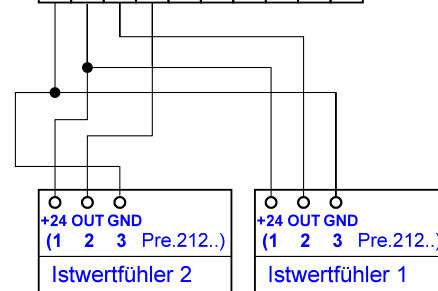 +24 OUT GND
(1 2 3 Pre.212..)
Istwertfühler 2
+24 OUT GND
(1 2 3 Pre.212..)
Istwertfühler 1